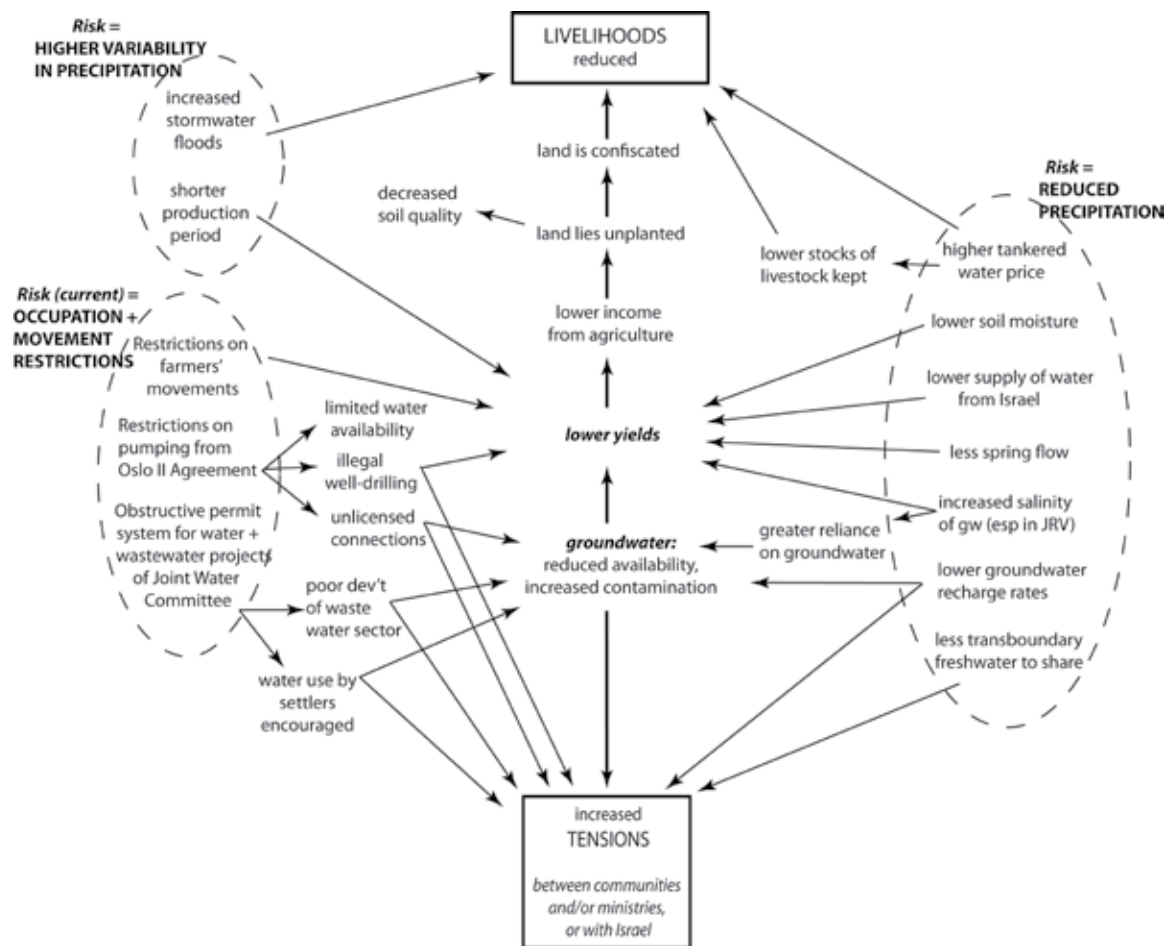 Risk =
HIGHER VARIABILITY
IN PRECIPITATION
increased
stormwater
floods
shorter
production
period
LIVELIHOODS
reduced
land is confiscated
decreased
soil quality
land lies unplanted
lower income
from agriculture
lower yields
groundwater:
reduced availability,
increased contamination
Risk (current) =
OCCUPATION +
MOVEMENT
RESTRICTIONS
Restrictions on
farmers'
movements
Restrictions on
pumping from
Oslo II Agreement
Obstructive permit
system for water +
wastewater projects
of Joint Water
Committee
limited water
availability
illegal
well-drilling
unlicensed
connections
poor dev't
of waste
water sector
water use by
settlers
encouraged
Risk =
REDUCED
PRECIPITATION
higher tankered
water price
lower stocks of
livestock kept
lower soil moisture
lower supply of water
from Israel
less spring flow
increased salinity
of gw (esp in JRV)
greater reliance
on groundwater
lower groundwater
recharge rates
less transboundary
freshwater to share
increased
TENSIONS
between communities
and/or ministries,
or with Israel